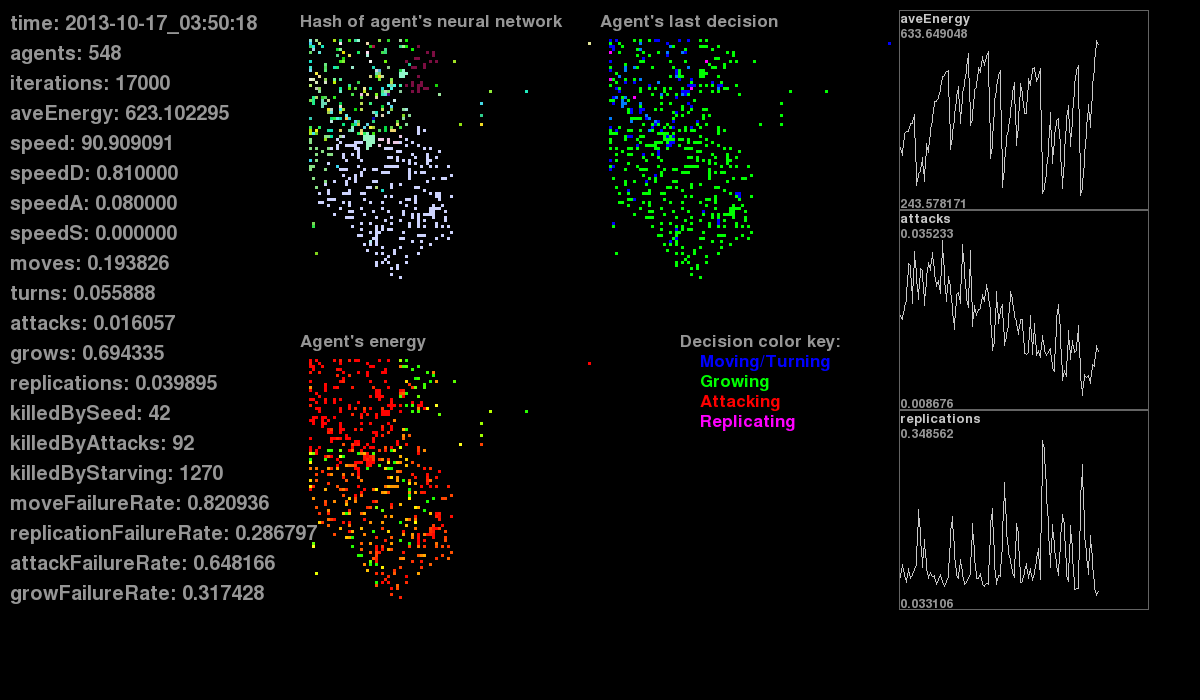 time: 2013-10-17_03:50:18
agents: 548
iterations: 17000
aveEnergy: 623.102295
speed: 90.909091
speedD: 0.810000
speedA: 0.080000
speedS: 0.000000
moves: 0.193826
turns: 0.055888
attacks: 0.016057
grows: 0.694335
replications: 0.039895
killedBySeed: 42
killedByAttacks: 92
killedByStarving: 1270
moveFailureRate: 0.820936
replicationFailureRate: 0.286797
attackFailureRate: 0.648166
growFailureRate: 0.317428
Hash of agent's neural network
Agent's last decision
Agent's energy
Decision color key:
Moving/Turning
Growing
Attacking
Replicating
aveEnergy
633.649048
243.578171
attacks
0.035233
0.008676
replications
0.348562
0.033106